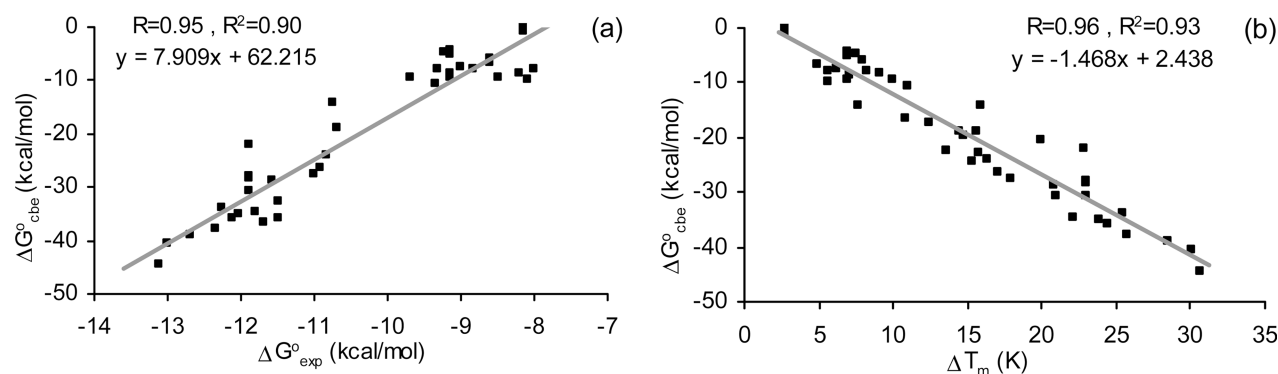 R=0.95 , R²=0.90
y = 7.909x + 62.215
(a)
0
-10
-20
-30
-40
-50
ΔG°cbe (kcal/mol)
-14 -13 -12 -11 -10 -9 -8 -7
ΔG°exp (kcal/mol)
R=0.96 , R²=0.93
y = -1.468x + 2.438
(b)
0
-10
-20
-30
-40
-50
ΔG°cbe (kcal/mol)
0 5 10 15 20 25 30 35
ΔTm (K)